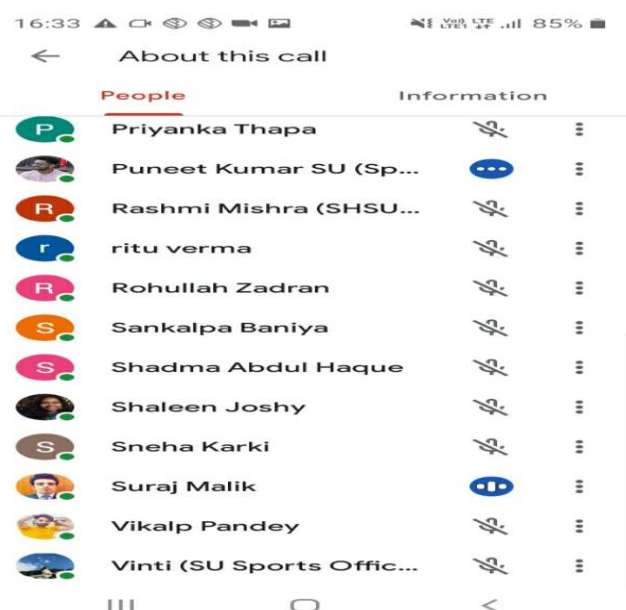 16:33 VoLTE LTE 85%
About this call
People Information
P Priyanka Thapa
Puneet Kumar SU (Sp...
R Rashmi Mishra (SHSU...
r ritu verma
R Rohullah Zadran
S Sankalpa Baniya
S Shadma Abdul Haque
Shaleen Joshy
S Sneha Karki
Suraj Malik
Vikalp Pandey
Vinti (SU Sports Offic...